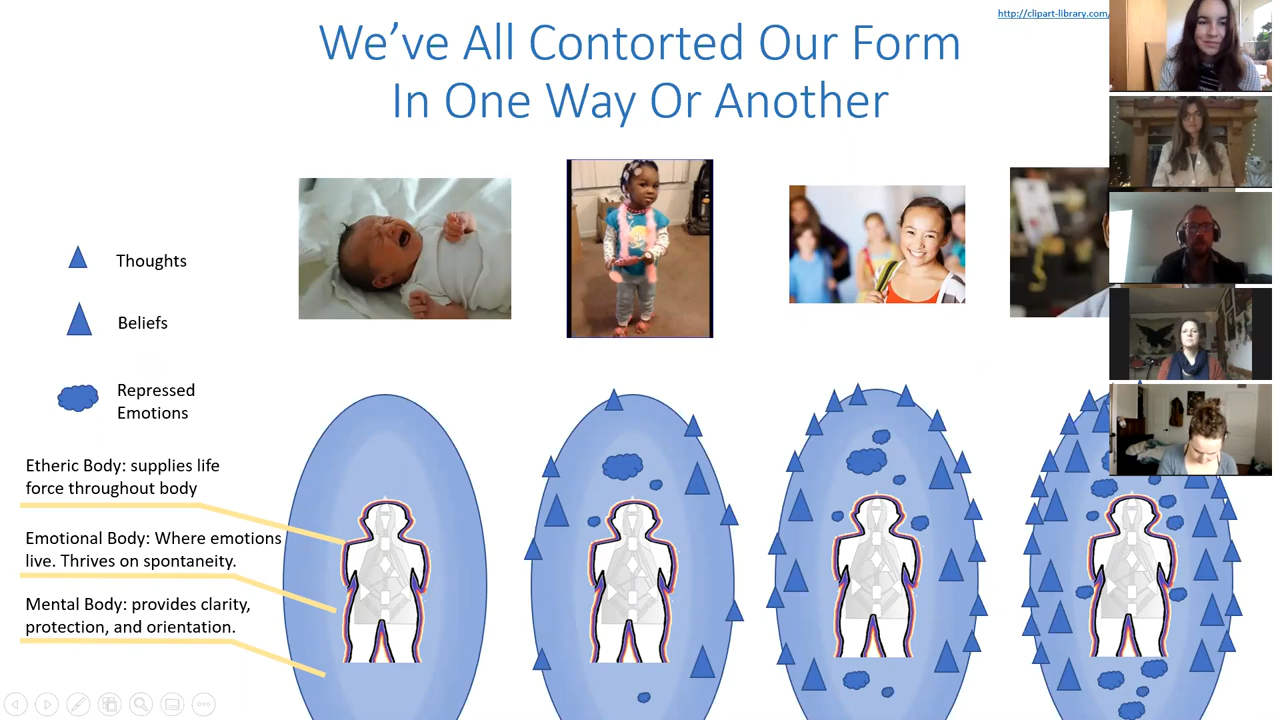 http://clipart-library.com/
We've All Contorted Our Form
In One Way Or Another
Thoughts
Beliefs
Repressed
Emotions
Etheric Body: supplies life
force throughout body
Emotional Body: Where emotions
live. Thrives on spontaneity.
Mental Body: provides clarity,
protection, and orientation.